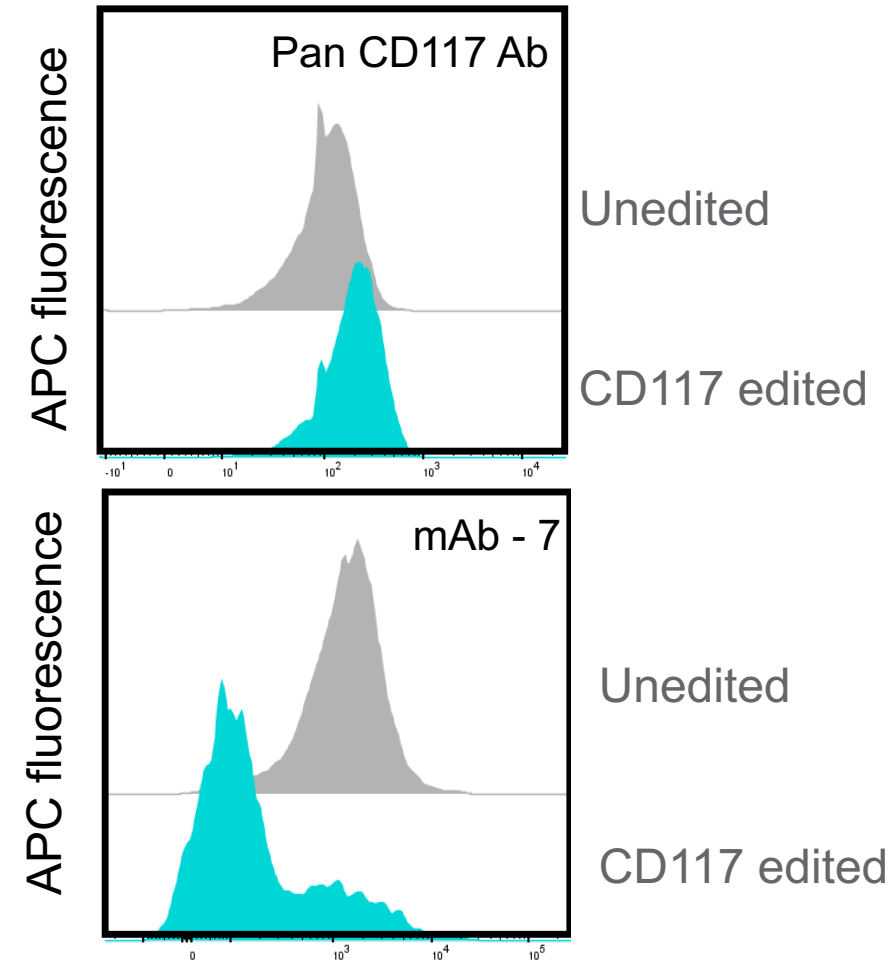 Pan CD117 Ab
APC fluorescence
Unedited
CD117 edited
-10¹ 0 10¹ 10² 10³ 10⁴
mAb - 7
APC fluorescence
Unedited
CD117 edited
0 10³ 10⁴ 10⁵